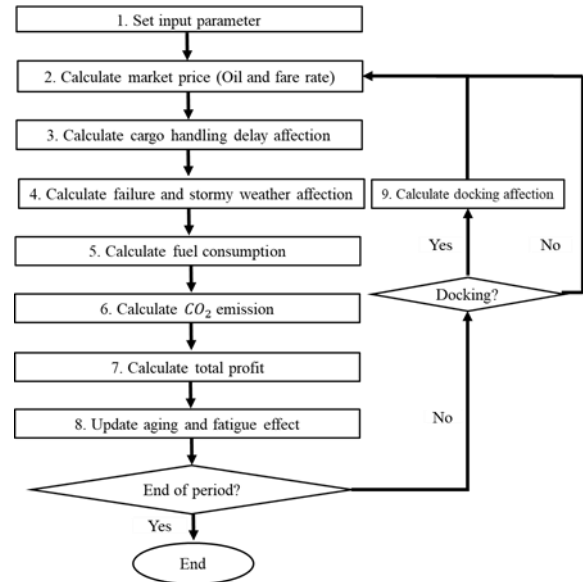 1. Set input parameter
2. Calculate market price (Oil and fare rate)
3. Calculate cargo handling delay affection
4. Calculate failure and stormy weather affection
9. Calculate docking affection
5. Calculate fuel consumption
Yes
No
6. Calculate CO₂ emission
Docking?
7. Calculate total profit
8. Update aging and fatigue effect
No
End of period?
Yes
End